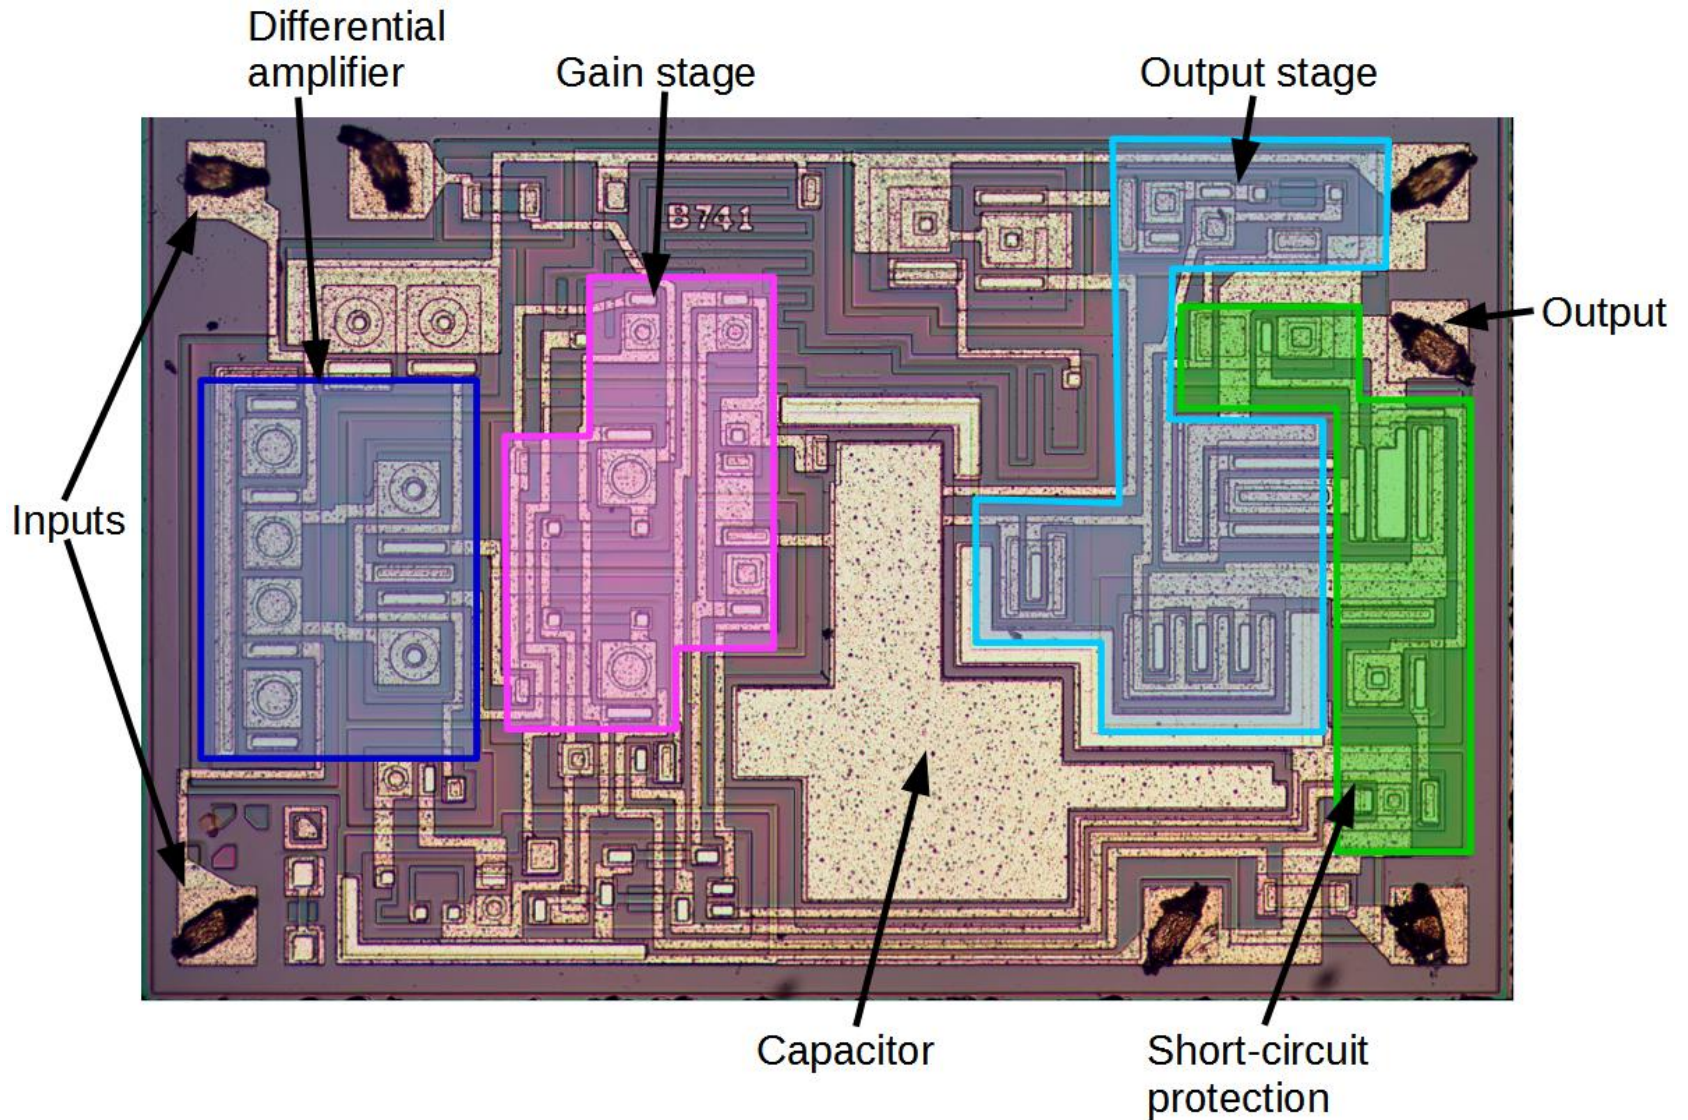 Differential
amplifier
Gain stage
Output stage
B741
Output
Inputs
Capacitor
Short-circuit
protection